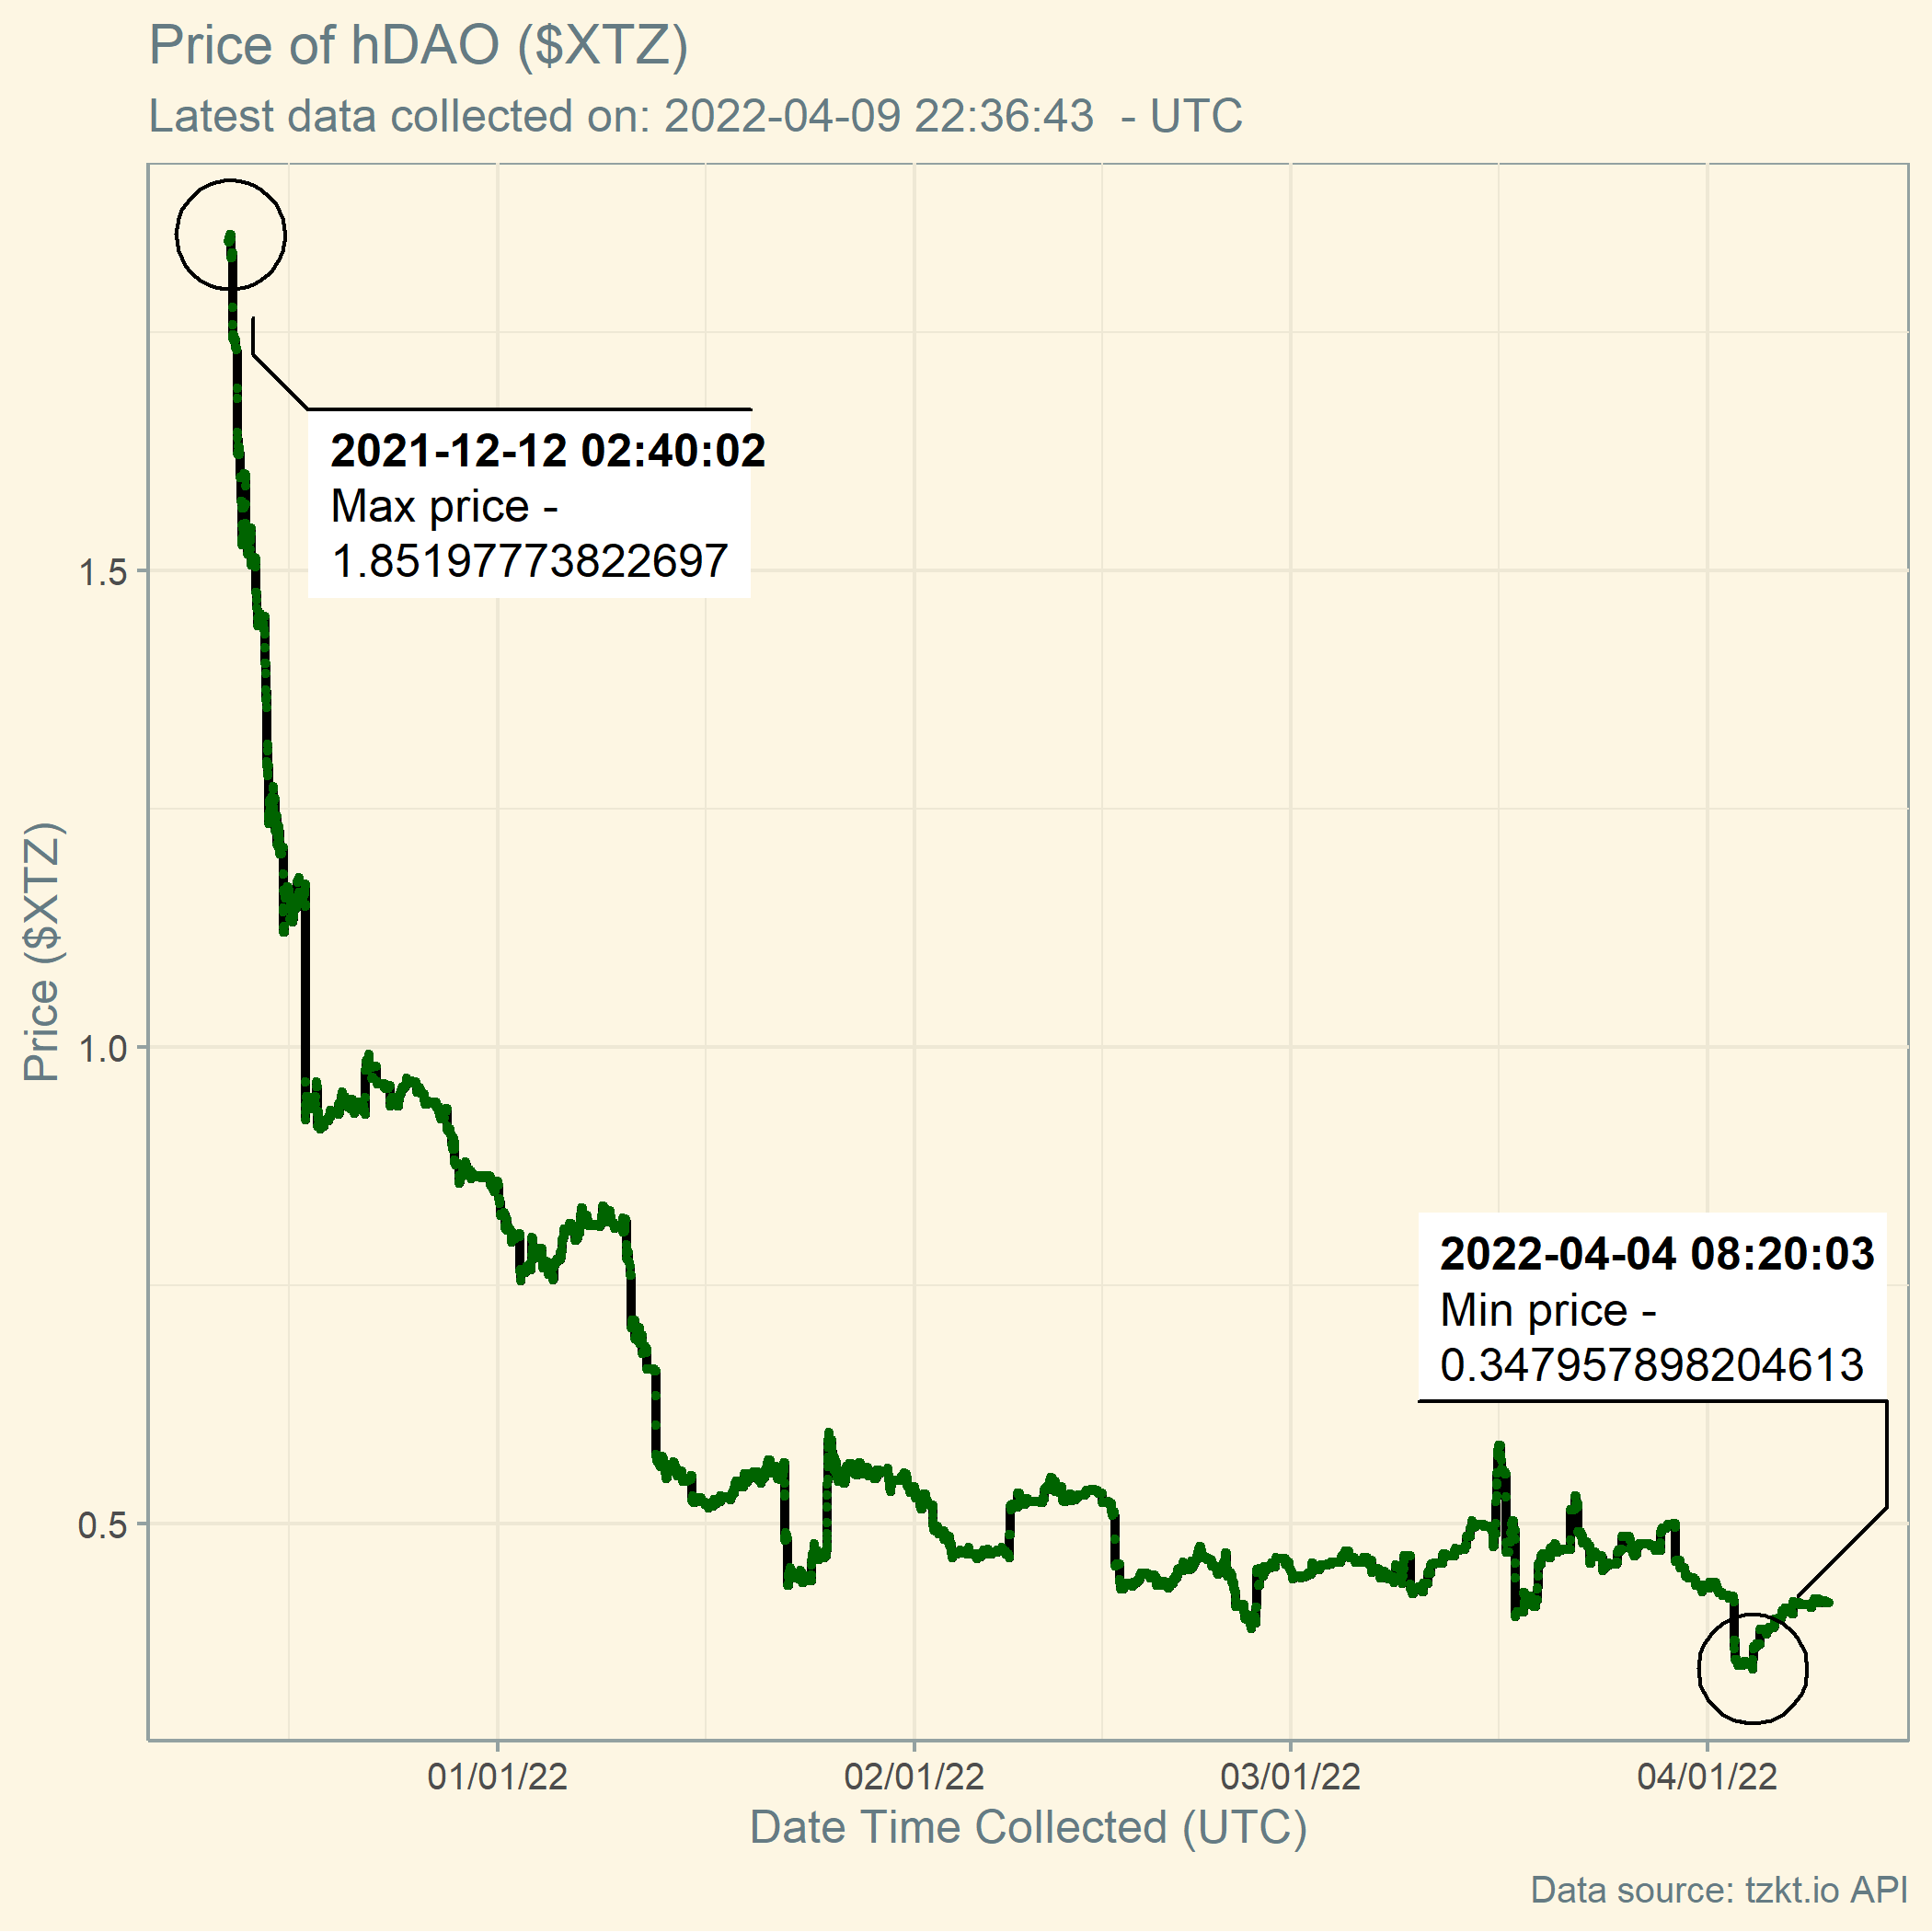 Price of hDAO ($XTZ)
Latest data collected on: 2022-04-09 22:36:43  - UTC
2021-12-12 02:40:02
Max price -
1.85197773822697
1.5
1.0
0.5
Price ($XTZ)
2022-04-04 08:20:03
Min price -
0.347957898204613
01/01/22
02/01/22
03/01/22
04/01/22
Date Time Collected (UTC)
Data source: tzkt.io API